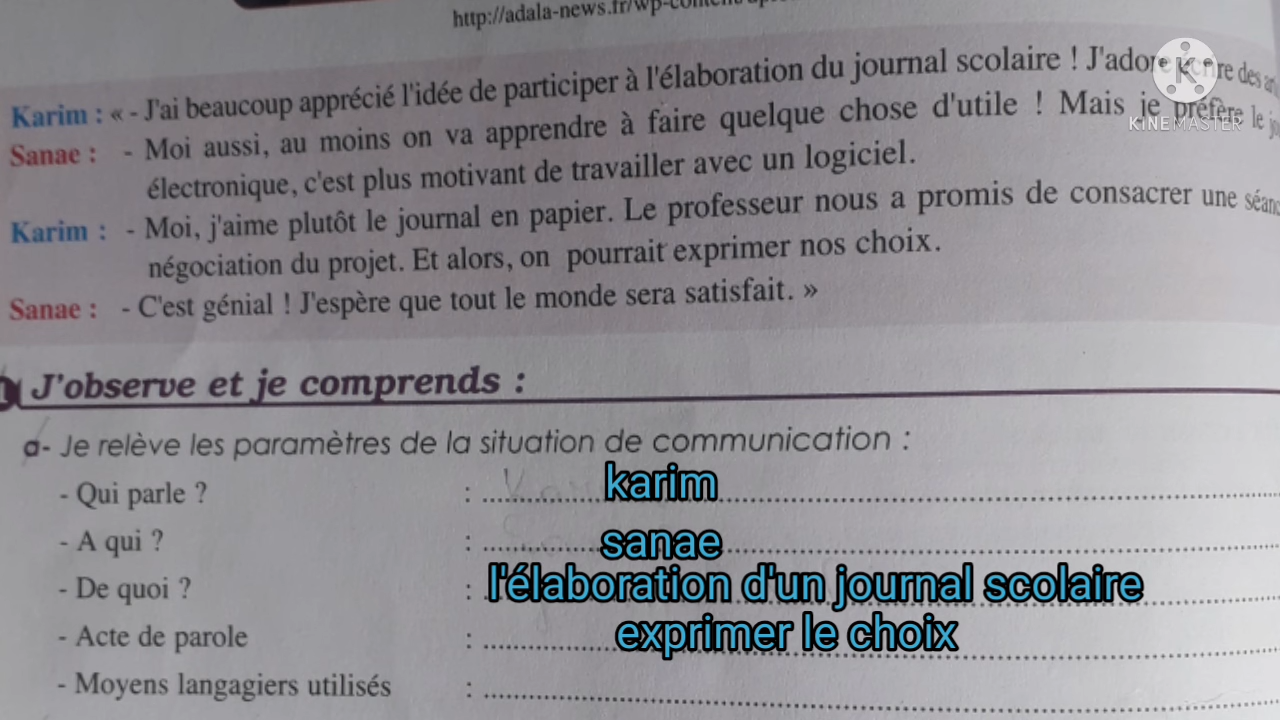 http://adala-news.fr/wp-content
Karim : « - J'ai beaucoup apprécié l'idée de participer à l'élaboration du journal scolaire ! J'adore des
Sanae : - Moi aussi, au moins on va apprendre à faire quelque chose d'utile ! Mais je préfère le
électronique, c'est plus motivant de travailler avec un logiciel.
Karim : - Moi, j'aime plutôt le journal en papier. Le professeur nous a promis de consacrer une
négociation du projet. Et alors, on pourrait exprimer nos choix.
Sanae : - C'est génial ! J'espère que tout le monde sera satisfait. »
K
KINEMASTER
J'observe et je comprends :
a- Je relève les paramètres de la situation de communication :
- Qui parle ? : karim
- A qui ? : sanae
- De quoi ? : l'élaboration d'un journal scolaire
- Acte de parole : exprimer le choix
- Moyens langagiers utilisés :